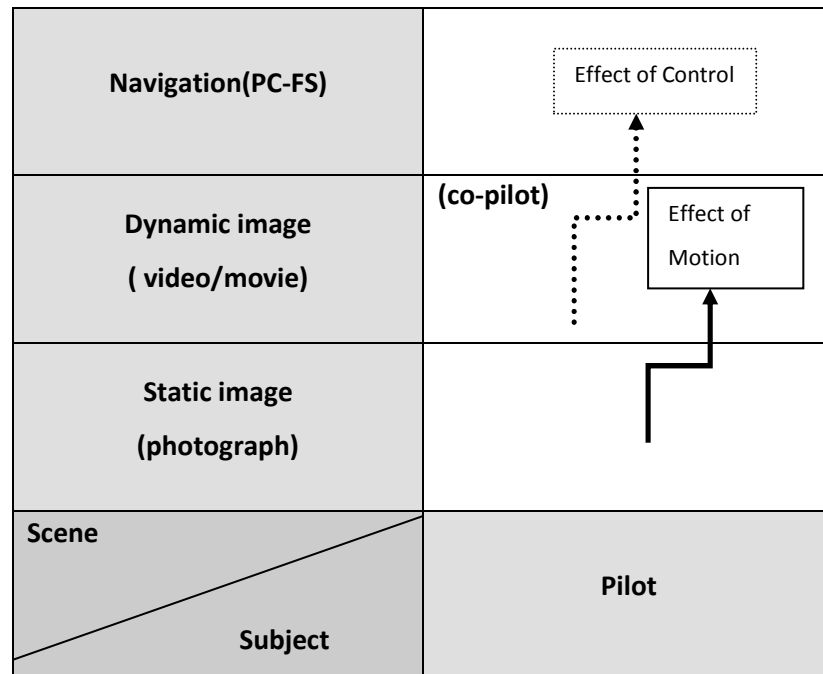 Navigation(PC-FS)
Effect of Control
Dynamic image
( video/movie)
(co-pilot)
Effect of
Motion
Static image
(photograph)
Scene
Subject
Pilot